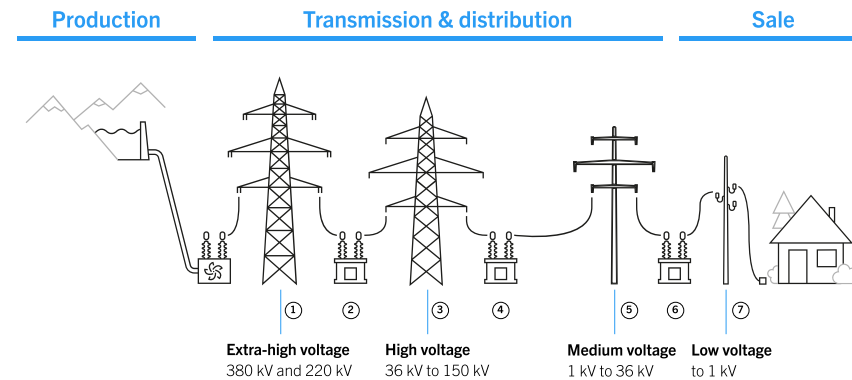 Production
Transmission & distribution
Sale
1
2
3
4
5
6
7
Extra-high voltage
380 kV and 220 kV
High voltage
36 kV to 150 kV
Medium voltage
1 kV to 36 kV
Low voltage
to 1 kV